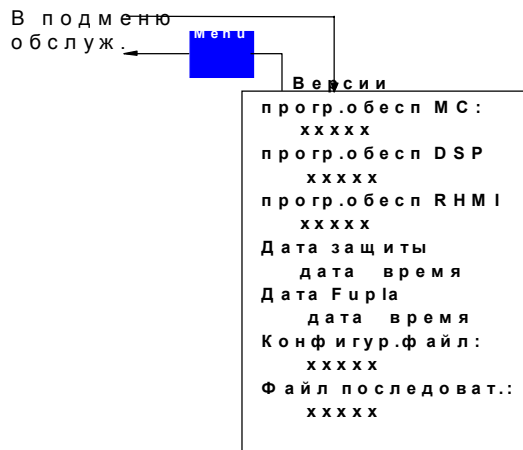 В подменю
обслуж.
Menu
Версии
прогр.обесп МС:
xxxxx
прогр.обесп DSP
xxxxx
прогр.обесп RHMI
xxxxx
Дата защиты
дата время
Дата Fupla
дата время
Конфигур.файл:
xxxxx
Файл последоват.:
xxxxx